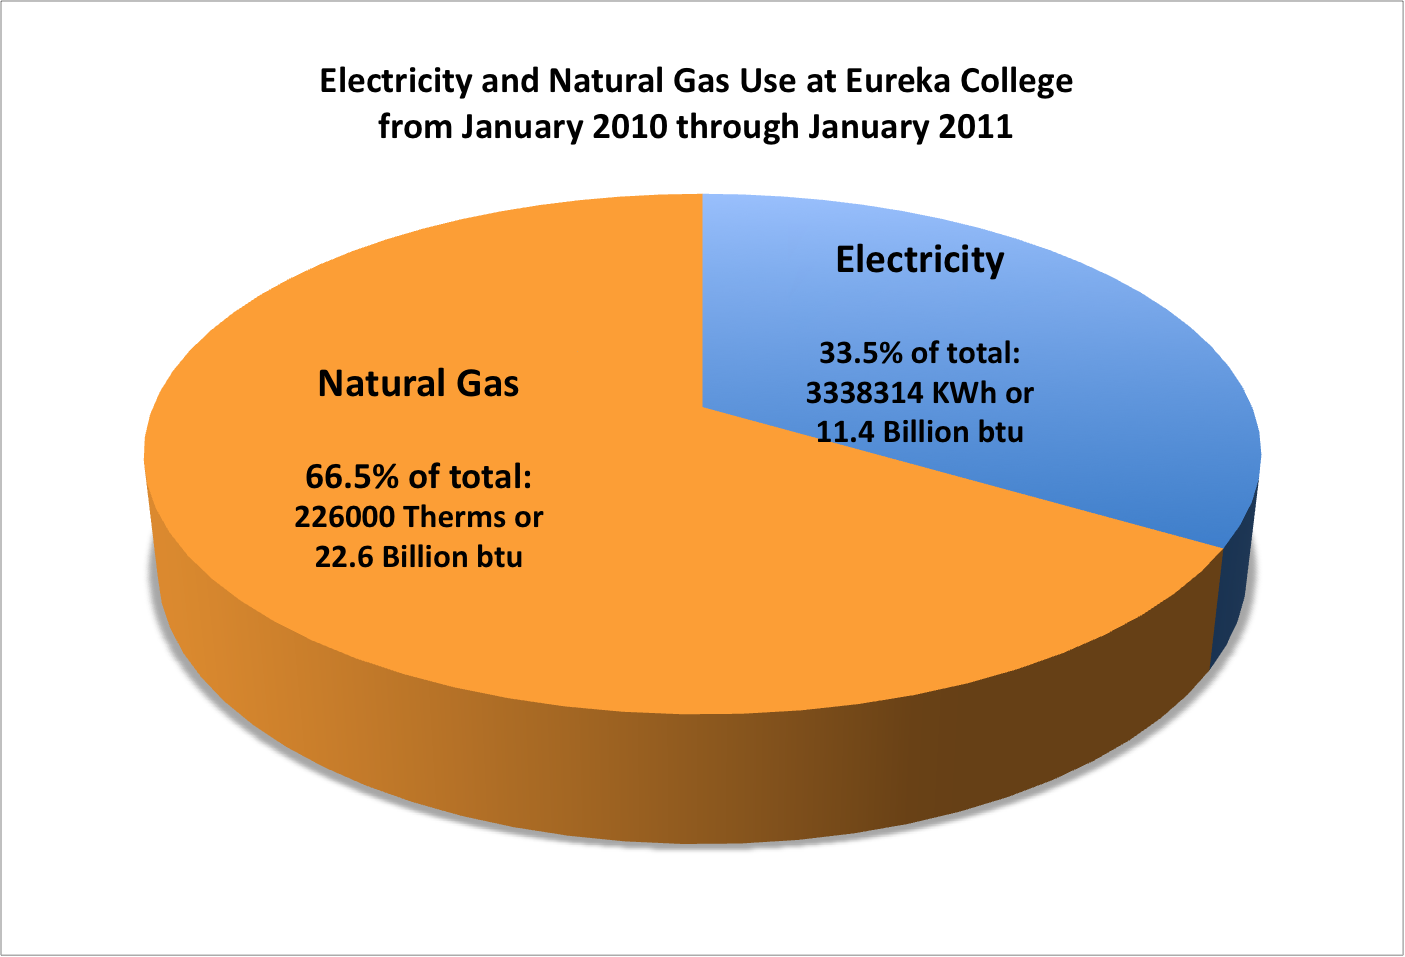 Electricity and Natural Gas Use at Eureka College
from January 2010 through January 2011
Electricity
33.5% of total:
3338314 KWh or
11.4 Billion btu
Natural Gas
66.5% of total:
226000 Therms or
22.6 Billion btu